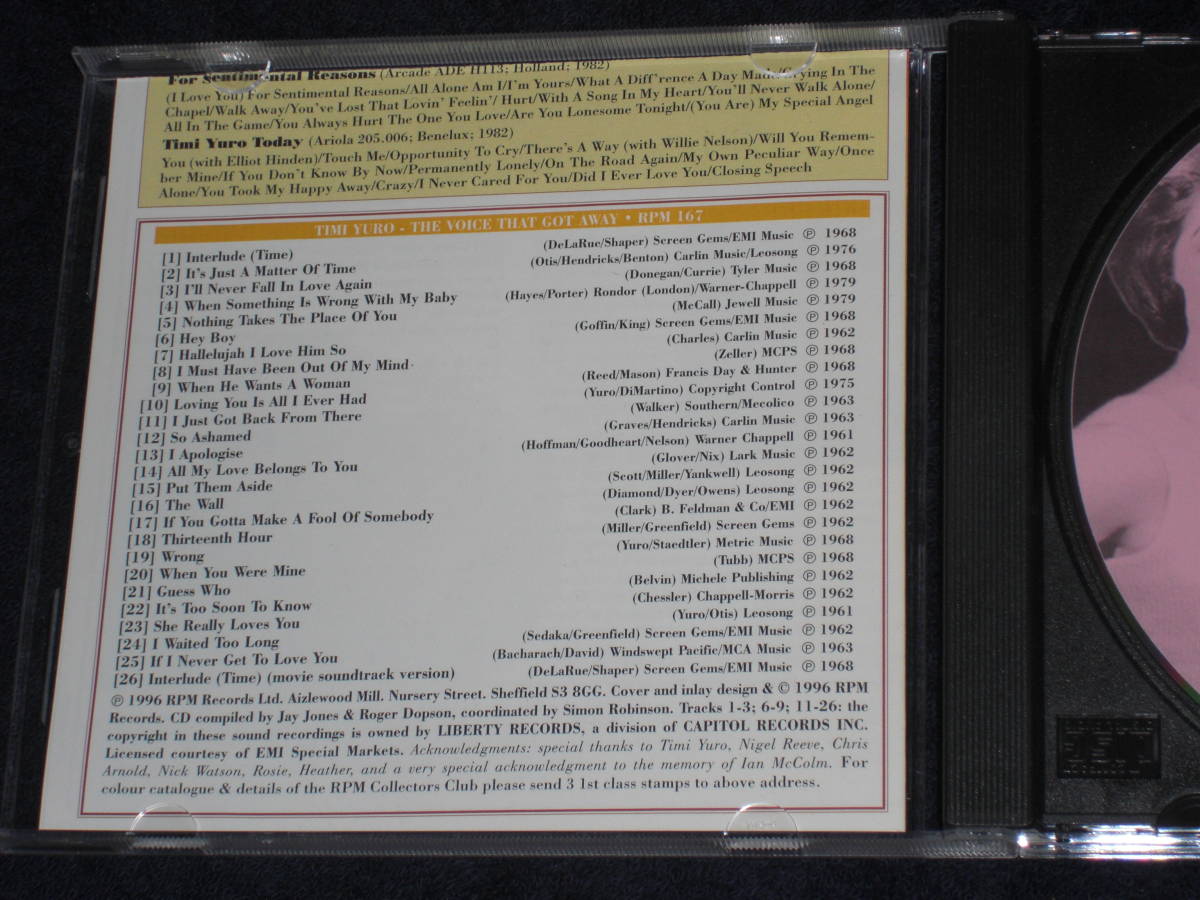 For Sentimental Reasons (Arcade ADE H113; Holland; 1982)
(I Love You) For Sentimental Reasons/All Alone Am I/I'm Yours/What A Diff'rence A Day Made/Crying In The
Chapel/Walk Away/You've Lost That Lovin' Feelin'/ Hurt/With A Song In My Heart/You'll Never Walk Alone/
All In The Game/You Always Hurt The One You Love/Are You Lonesome Tonight/(You Are) My Special Angel
Timi Yuro Today (Ariola 205.006; Benelux; 1982)
You (with Elliot Hinden)/Touch Me/Opportunity To Cry/There's A Way (with Willie Nelson)/Will You Remem-
ber Mine/If You Don't Know By Now/Permanently Lonely/On The Road Again/My Own Peculiar Way/Once
Alone/You Took My Happy Away/Crazy/I Never Cared For You/Did I Ever Love You/Closing Speech
TIMI YURO - THE VOICE THAT GOT AWAY • RPM 167
[1] Interlude (Time) (DeLaRue/Shaper) Screen Gems/EMI Music ℗ 1968
[2] It's Just A Matter Of Time (Otis/Hendricks/Benton) Carlin Music/Leosong ℗ 1976
[3] I'll Never Fall In Love Again (Donegan/Currie) Tyler Music ℗ 1968
[4] When Something Is Wrong With My Baby (Hayes/Porter) Rondor (London)/Warner-Chappell ℗ 1979
[5] Nothing Takes The Place Of You (McCall) Jewell Music ℗ 1979
[6] Hey Boy (Goffin/King) Screen Gems/EMI Music ℗ 1968
[7] Hallelujah I Love Him So (Charles) Carlin Music ℗ 1962
[8] I Must Have Been Out Of My Mind (Zeller) MCPS ℗ 1968
[9] When He Wants A Woman (Reed/Mason) Francis Day & Hunter ℗ 1968
[10] Loving You Is All I Ever Had (Yuro/DiMartino) Copyright Control ℗ 1975
[11] I Just Got Back From There (Walker) Southern/Mecolico ℗ 1963
[12] So Ashamed (Graves/Hendricks) Carlin Music ℗ 1963
[13] I Apologise (Hoffman/Goodheart/Nelson) Warner Chappell ℗ 1961
[14] All My Love Belongs To You (Glover/Nix) Lark Music ℗ 1962
[15] Put Them Aside (Scott/Miller/Yankwell) Leosong ℗ 1962
[16] The Wall (Diamond/Dyer/Owens) Leosong ℗ 1962
[17] If You Gotta Make A Fool Of Somebody (Clark) B. Feldman & Co/EMI ℗ 1962
[18] Thirteenth Hour (Miller/Greenfield) Screen Gems ℗ 1962
[19] Wrong (Yuro/Staedtler) Metric Music ℗ 1968
[20] When You Were Mine (Tubb) MCPS ℗ 1968
[21] Guess Who (Belvin) Michele Publishing ℗ 1962
[22] It's Too Soon To Know (Chessler) Chappell-Morris ℗ 1962
[23] She Really Loves You (Yuro/Otis) Leosong ℗ 1961
[24] I Waited Too Long (Sedaka/Greenfield) Screen Gems/EMI Music ℗ 1962
[25] If I Never Get To Love You (Bacharach/David) Windswept Pacific/MCA Music ℗ 1963
[26] Interlude (Time) (movie soundtrack version) (DeLaRue/Shaper) Screen Gems/EMI Music ℗ 1968
℗ 1996 RPM Records Ltd. Aizlewood Mill. Nursery Street. Sheffield S3 8GG. Cover and inlay design & © 1996 RPM
Records. CD compiled by Jay Jones & Roger Dopson, coordinated by Simon Robinson. Tracks 1-3; 6-9; 11-26: the
copyright in these sound recordings is owned by LIBERTY RECORDS, a division of CAPITOL RECORDS INC.
Licensed courtesy of EMI Special Markets. Acknowledgments: special thanks to Timi Yuro, Nigel Reeve, Chris
Arnold, Nick Watson, Rosie, Heather, and a very special acknowledgment to the memory of Ian McColm. For
colour catalogue & details of the RPM Collectors Club please send 3 1st class stamps to above address.